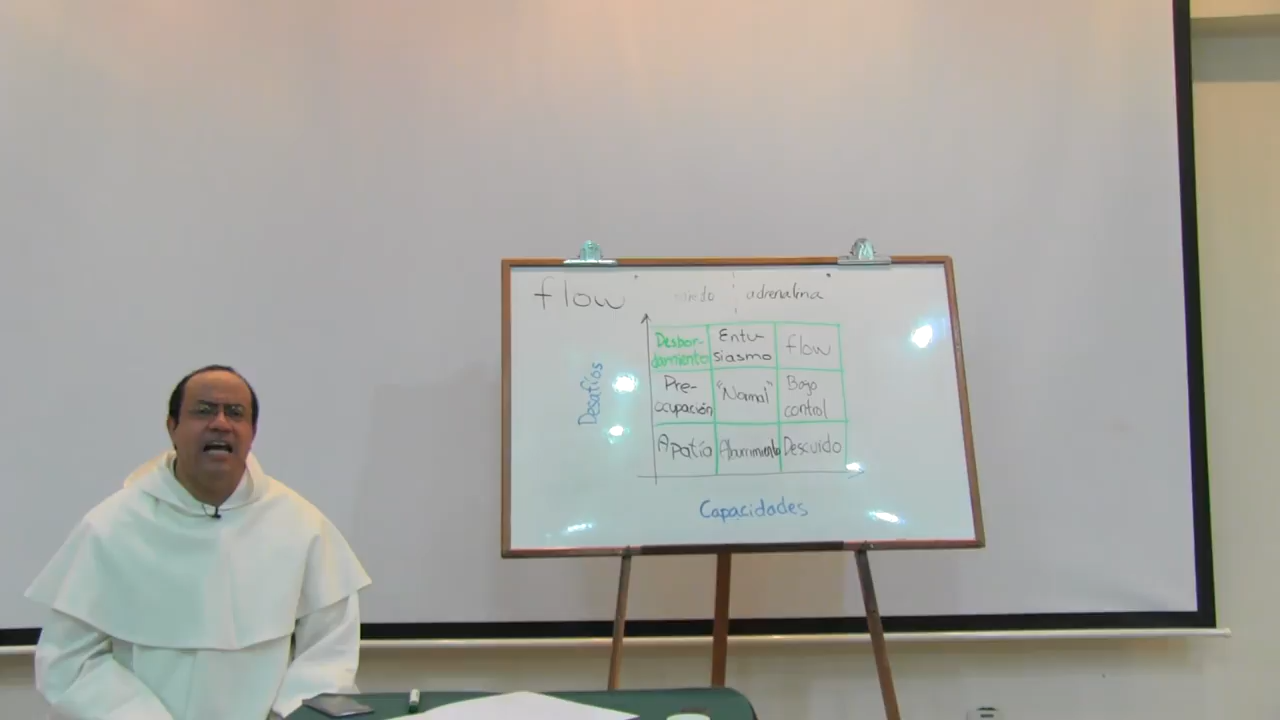 flow miedo adrenalina
Desbor-
damiento
Entu-
siasmo
flow
Desafíos
Pre-
ocupación
"Normal"
Bajo
control
Apatía
Aburrimiento
Descuido
Capacidades